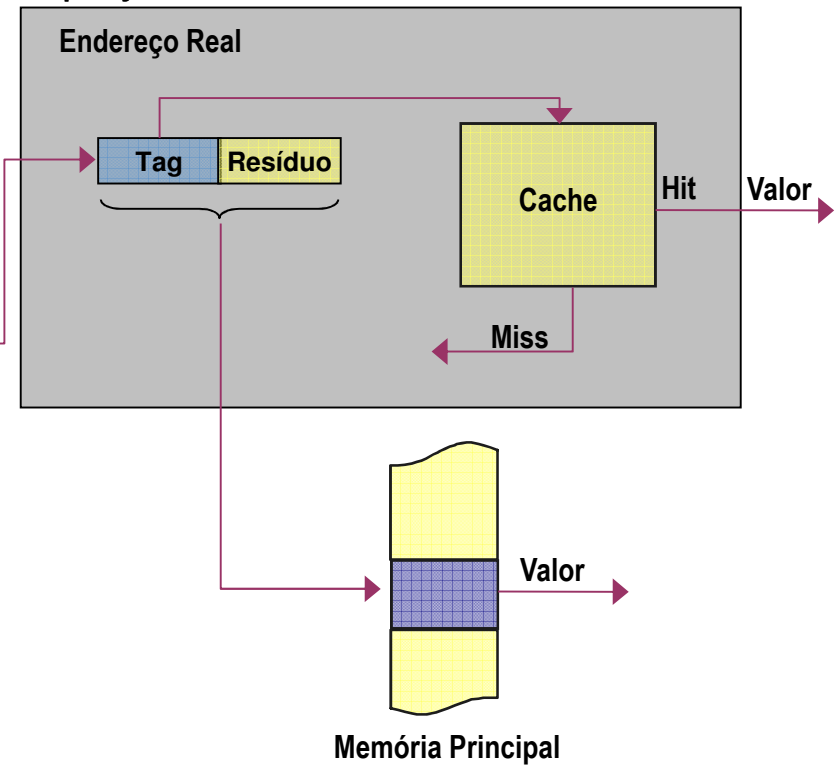 Endereço Real
Tag Resíduo
Cache
Hit
Valor
Miss
Valor
Memória Principal